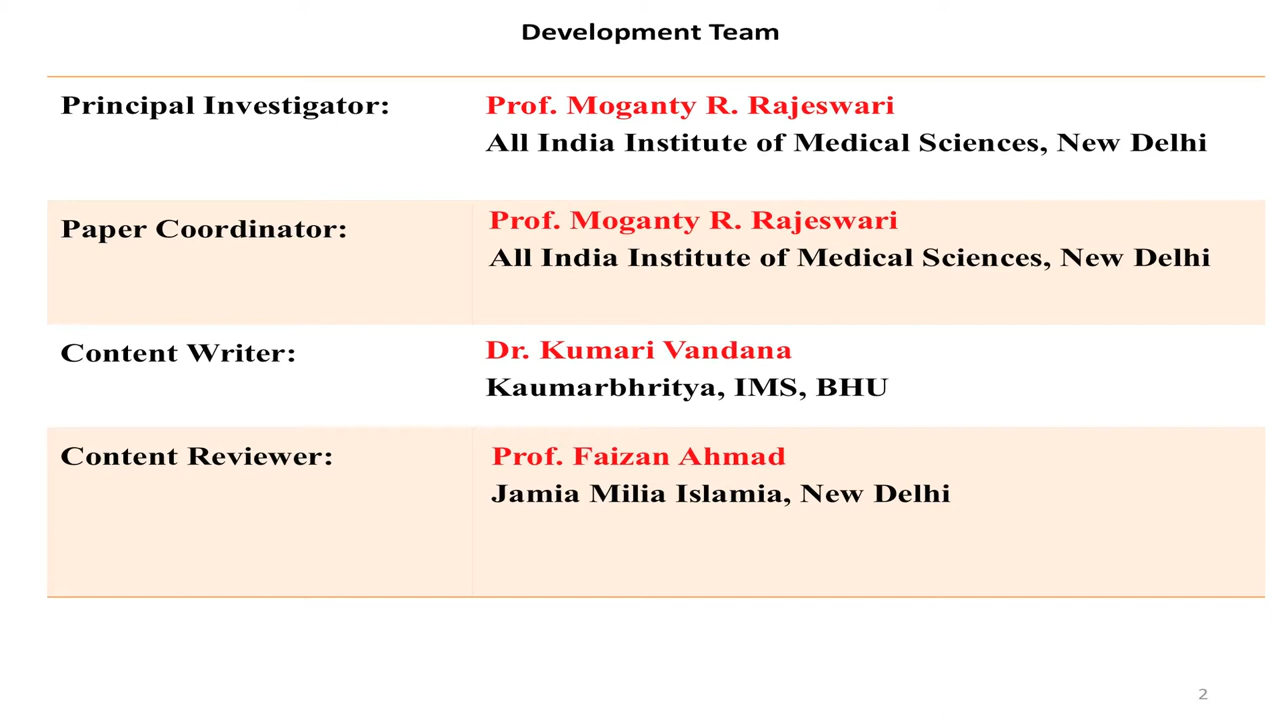 Development Team
Principal Investigator:
Prof. Moganty R. Rajeswari
All India Institute of Medical Sciences, New Delhi
Paper Coordinator:
Prof. Moganty R. Rajeswari
All India Institute of Medical Sciences, New Delhi
Content Writer:
Dr. Kumari Vandana
Kaumarbhritya, IMS, BHU
Content Reviewer:
Prof. Faizan Ahmad
Jamia Milia Islamia, New Delhi
2